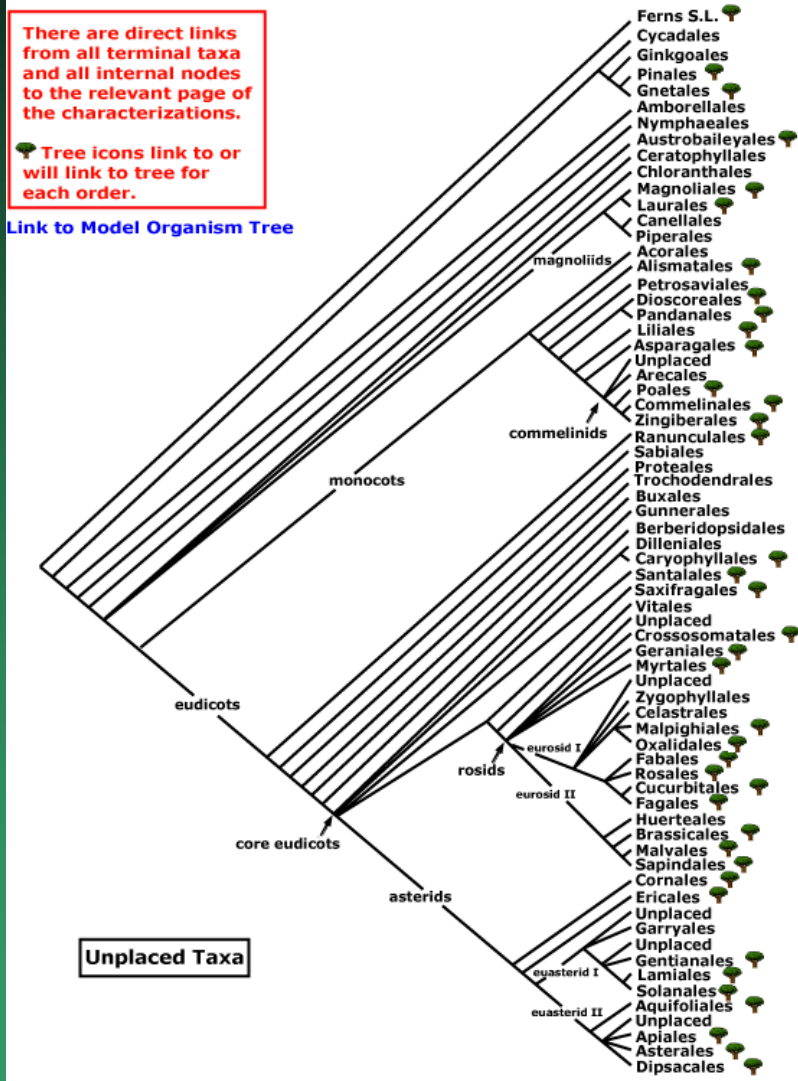 There are direct links
from all terminal taxa
and all internal nodes
to the relevant page of
the characterizations.
Tree icons link to or
will link to tree for
each order.
Link to Model Organism Tree
Ferns S.L.
Cycadales
Ginkgoales
Pinales
Gnetales
Amborellales
Nymphaeales
Austrobaileyales
Ceratophyllales
Chloranthales
Magnoliales
Laurales
Canellales
Piperales
magnoliids
Acorales
Alismatales
Petrosaviales
Dioscoreales
Pandanales
Liliales
Asparagales
Unplaced
Arecales
Poales
Commelinales
Zingiberales
commelinids
monocots
Ranunculales
Sabiales
Proteales
Trochodendrales
Buxales
Gunnerales
Berberidopsidales
Dilleniales
Caryophyllales
Santalales
Saxifragales
Vitales
Unplaced
Crossosomatales
Geraniales
Myrtales
Unplaced
Zygophyllales
Celastrales
Malpighiales
Oxalidales
Fabales
Rosales
Cucurbitales
Fagales
Huerteales
Brassicales
Malvales
Sapindales
eudicots
eurosid I
rosids
eurosid II
core eudicots
asterids
Cornales
Ericales
Unplaced
Garryales
Unplaced
Gentianales
Lamiales
Solanales
Aquifoliales
Unplaced
Apiales
Asterales
Dipsacales
euasterid I
euasterid II
Unplaced Taxa